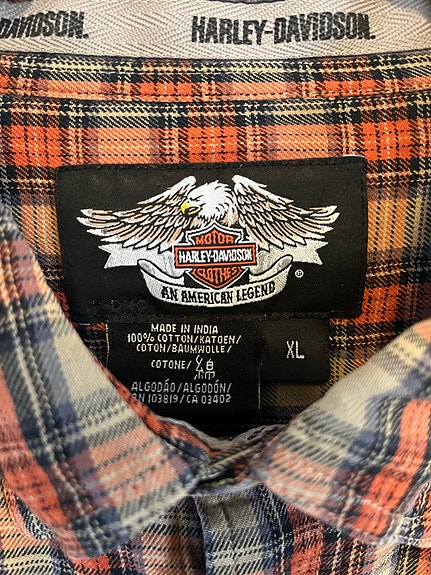 DAVIDSON. HARLEY-DAVIDSON.
MOTOR
HARLEY-DAVIDSON
CLOTHES
®
AN AMERICAN LEGEND
MADE IN INDIA
100% COTTON/KATOEN/
COTON/BAUMWOLLE/
COTONE/ 綿
XL
ALGODÃO/ALGODÓN/
RN 103819/CA 03402